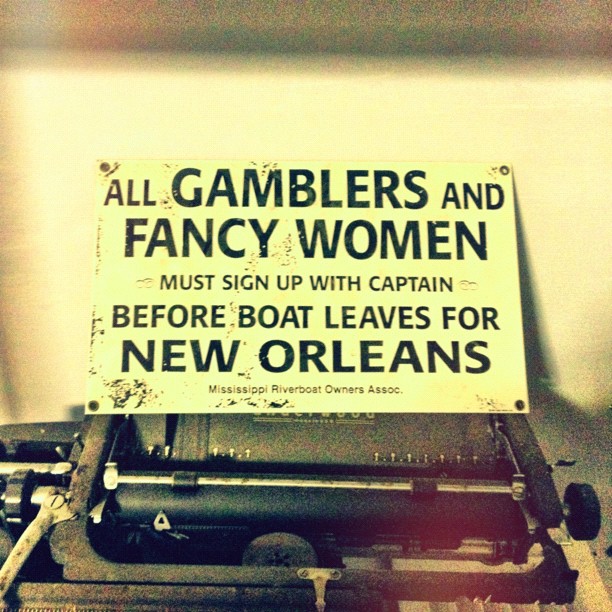 ALL GAMBLERS AND
FANCY WOMEN
MUST SIGN UP WITH CAPTAIN
BEFORE BOAT LEAVES FOR
NEW ORLEANS
Mississippi Riverboat Owners Assoc.